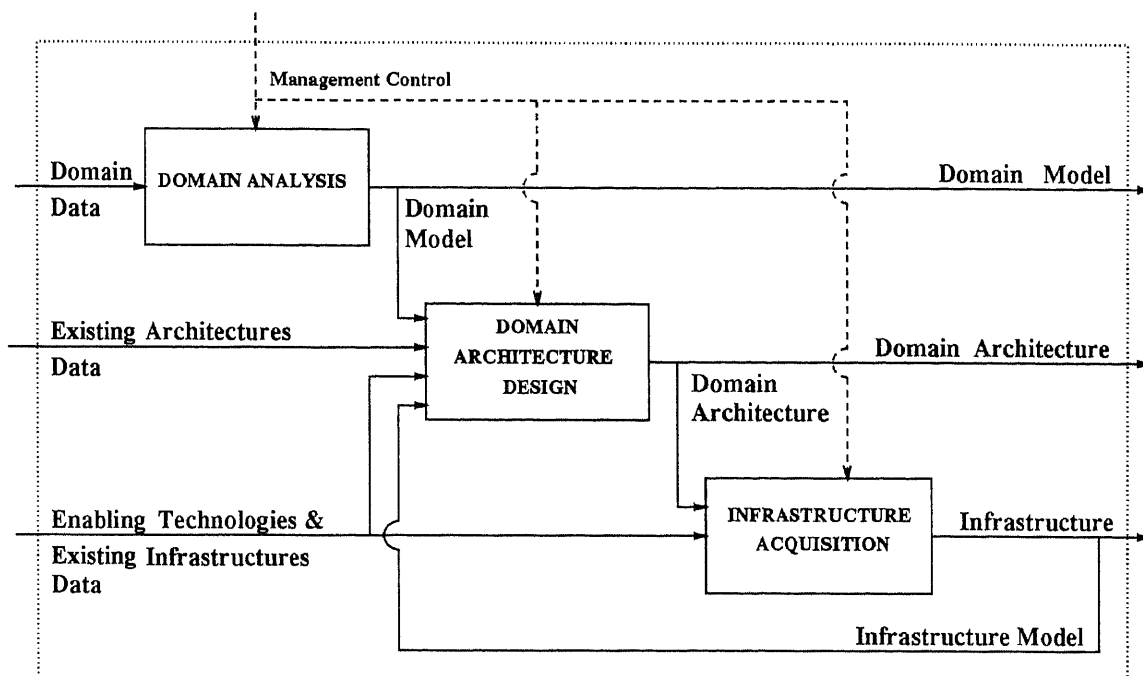 Management Control
Domain
Data
DOMAIN ANALYSIS
Domain Model
Domain
Model
Existing Architectures
Data
DOMAIN
ARCHITECTURE
DESIGN
Domain Architecture
Domain
Architecture
Enabling Technologies &
Existing Infrastructures
Data
INFRASTRUCTURE
ACQUISITION
Infrastructure
Infrastructure Model